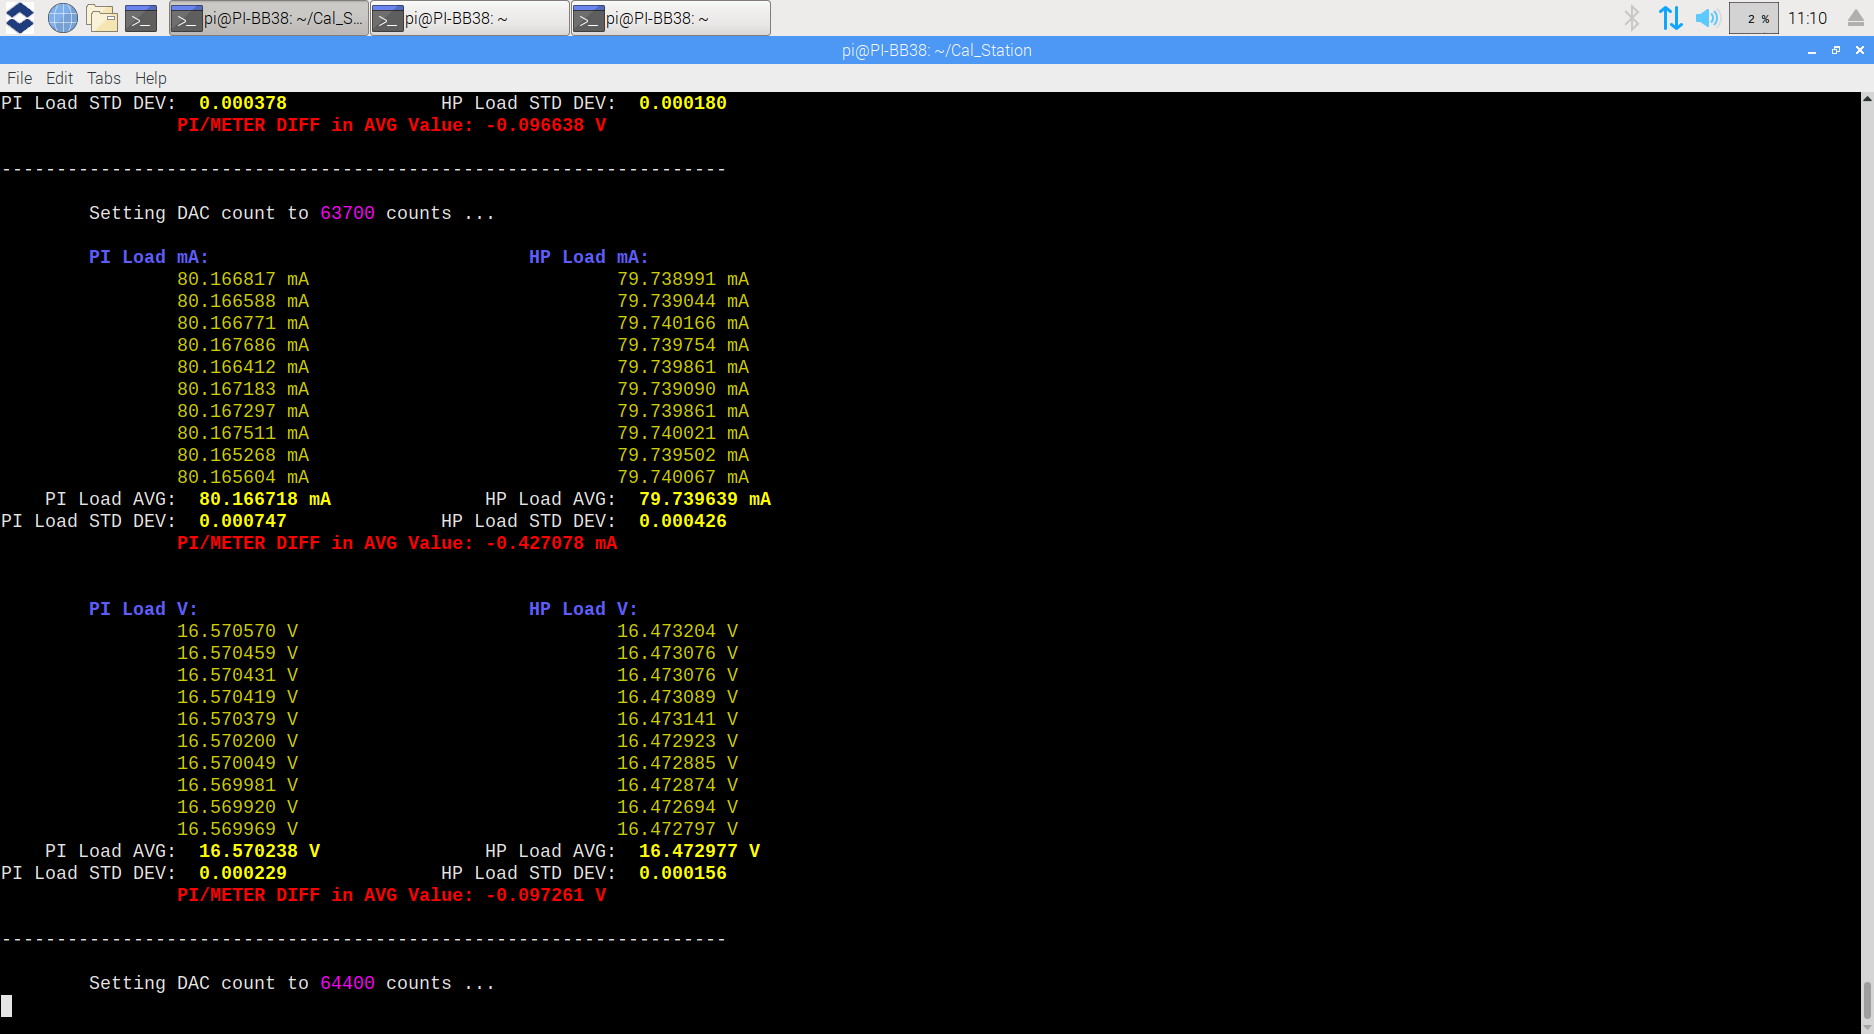 pi@PI-BB38: ~/Cal_S... pi@PI-BB38: ~ pi@PI-BB38: ~ 2 % 11:10
pi@PI-BB38: ~/Cal_Station
File Edit Tabs Help
PI Load STD DEV: 0.000378 HP Load STD DEV: 0.000180
PI/METER DIFF in AVG Value: -0.096638 V
------------------------------------------------------------------
Setting DAC count to 63700 counts ...
PI Load mA: HP Load mA:
80.166817 mA 79.738991 mA
80.166588 mA 79.739044 mA
80.166771 mA 79.740166 mA
80.167686 mA 79.739754 mA
80.166412 mA 79.739861 mA
80.167183 mA 79.739090 mA
80.167297 mA 79.739861 mA
80.167511 mA 79.740021 mA
80.165268 mA 79.739502 mA
80.165604 mA 79.740067 mA
PI Load AVG: 80.166718 mA HP Load AVG: 79.739639 mA
PI Load STD DEV: 0.000747 HP Load STD DEV: 0.000426
PI/METER DIFF in AVG Value: -0.427078 mA
PI Load V: HP Load V:
16.570570 V 16.473204 V
16.570459 V 16.473076 V
16.570431 V 16.473076 V
16.570419 V 16.473089 V
16.570379 V 16.473141 V
16.570200 V 16.472923 V
16.570049 V 16.472885 V
16.569981 V 16.472874 V
16.569920 V 16.472694 V
16.569969 V 16.472797 V
PI Load AVG: 16.570238 V HP Load AVG: 16.472977 V
PI Load STD DEV: 0.000229 HP Load STD DEV: 0.000156
PI/METER DIFF in AVG Value: -0.097261 V
------------------------------------------------------------------
Setting DAC count to 64400 counts ...